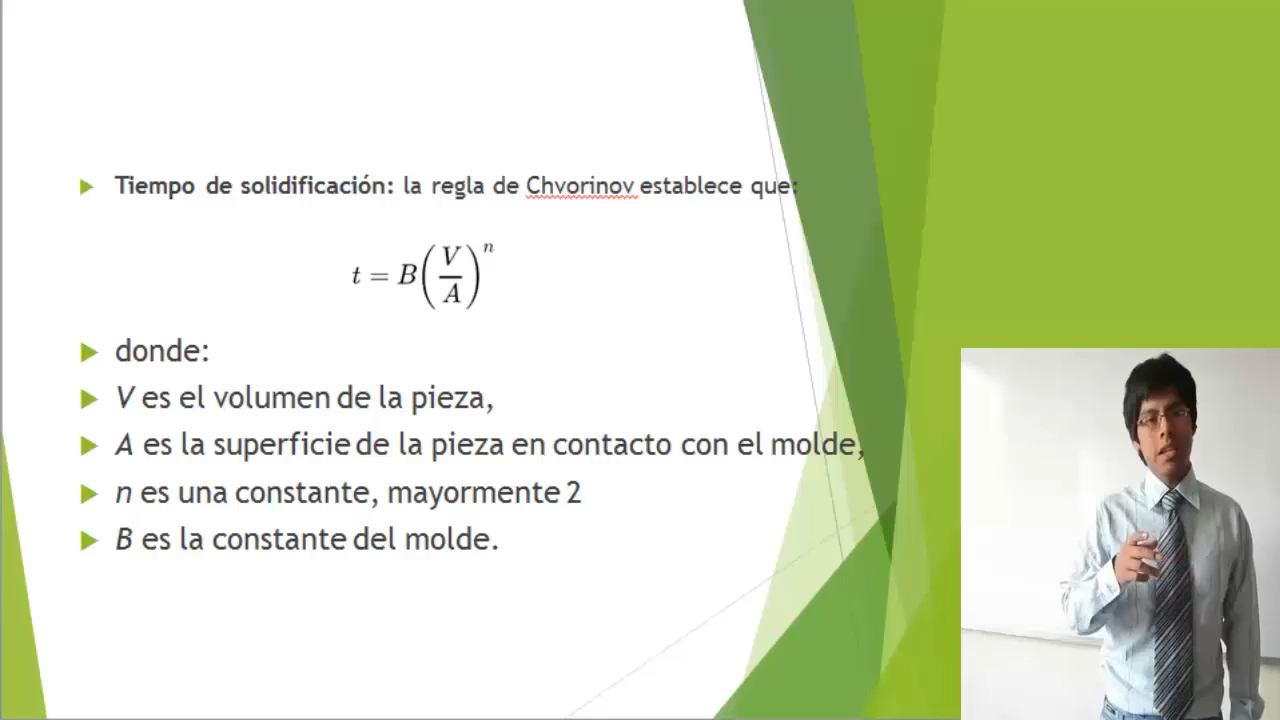 Tiempo de solidificación: la regla de Chvorinov establece que:
t = B(V/A)^n
donde:
V es el volumen de la pieza,
A es la superficie de la pieza en contacto con el molde,
n es una constante, mayormente 2
B es la constante del molde.